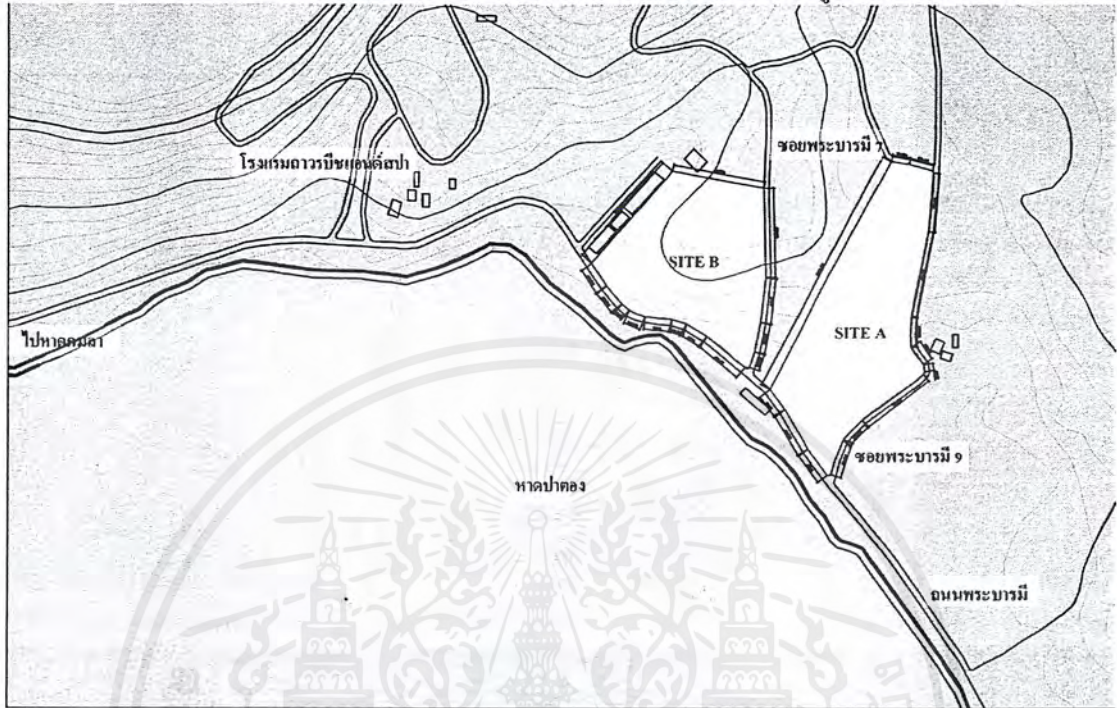 ซอยพระบารมี 7
โรงแรมถาวรบีชแอนด์สปา
SITE B
SITE A
ไปหาดกมลา
ซอยพระบารมี 9
หาดป่าตอง
ถนนพระบารมี